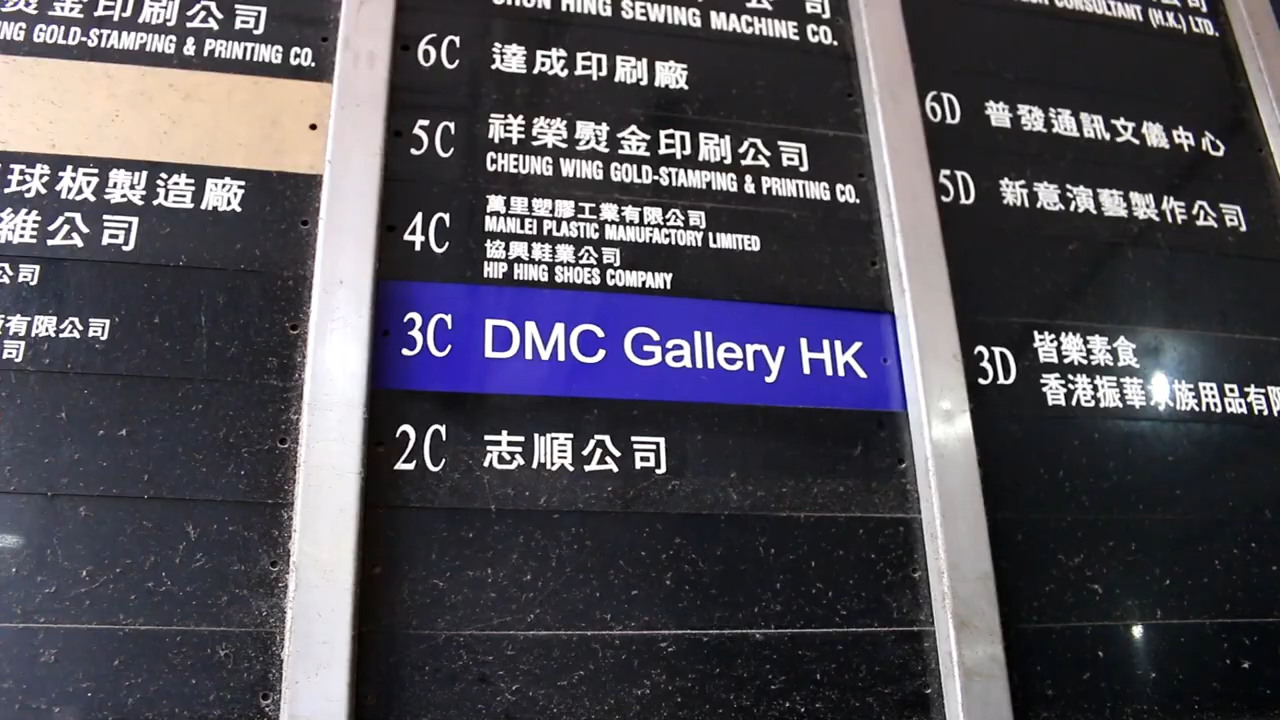 金印刷公司
GOLD-STAMPING & PRINTING CO.
球板製造廠
維公司
公司
有限公司
司
公司
HING SEWING MACHINE CO.
6C 達成印刷廠
5C 祥榮熨金印刷公司
CHEUNG WING GOLD-STAMPING & PRINTING CO.
4C 萬里塑膠工業有限公司
MANLEI PLASTIC MANUFACTORY LIMITED
協興鞋業公司
HIP HING SHOES COMPANY
3C DMC Gallery HK
2C 志順公司
CONSULTANT (H.K.) LTD.
6D 普發通訊文儀中心
5D 新意演藝製作公司
3D 皆樂素食
香港振華 族用品有限